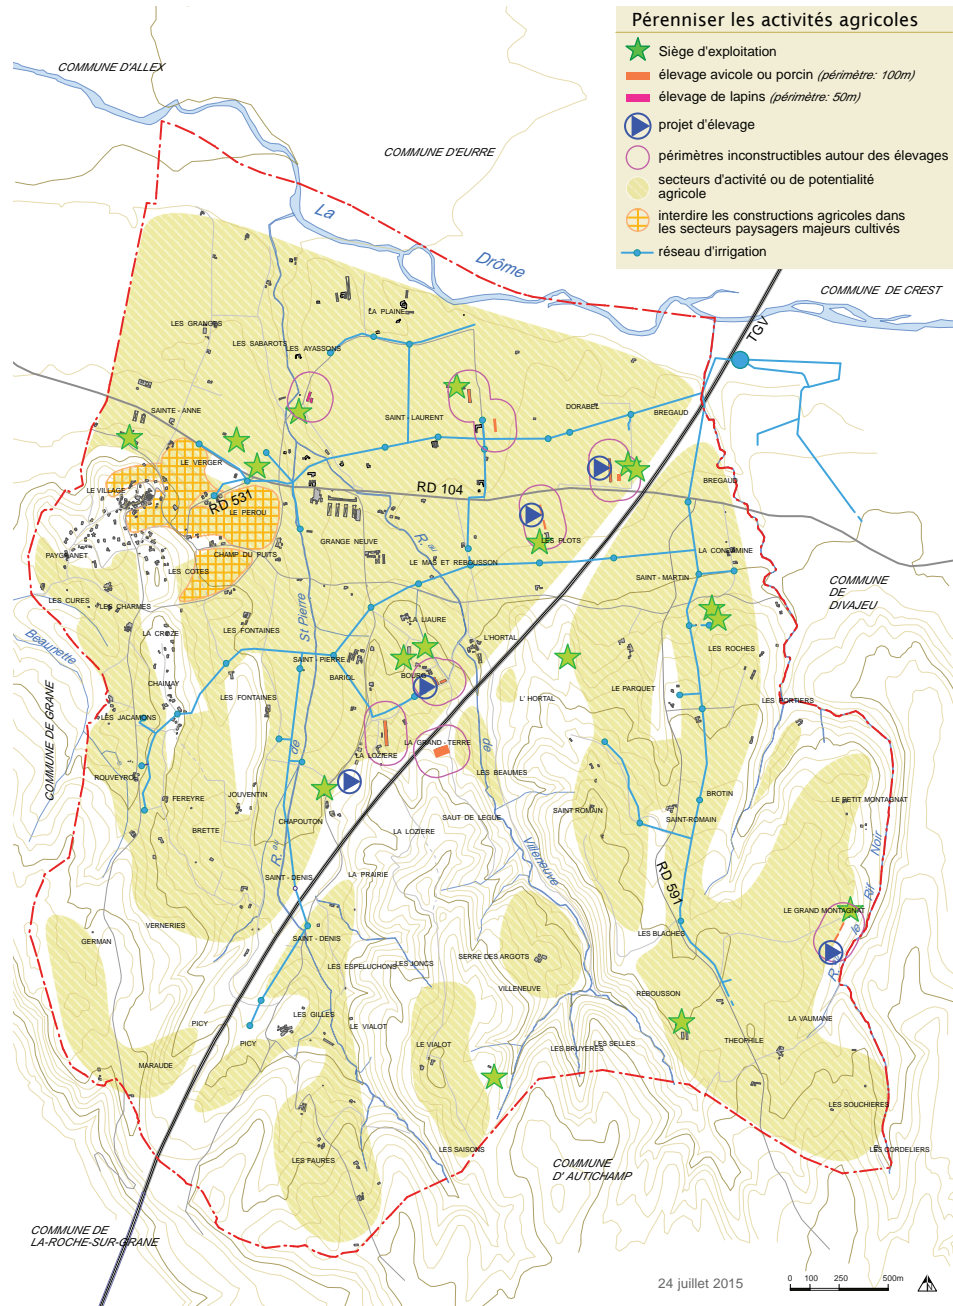 Pérenniser les activités agricoles
Siège d'exploitation
élevage avicole ou porcin (périmètre: 100m)
élevage de lapins (périmètre: 50m)
projet d'élevage
périmètres inconstructibles autour des élevages
secteurs d'activité ou de potentialité
agricole
interdire les constructions agricoles dans
les secteurs paysagers majeurs cultivés
réseau d'irrigation
COMMUNE D'ALLEX
COMMUNE D'EURRE
La
Drôme
COMMUNE DE CREST
TGV
LES GRANGES
LA PLAINE
LES SABAROTS
LES AYASSONS
SAINTE - ANNE
SAINT - LAURENT
DORABEL
BREGAUD
LE VERGER
LE VILLAGE
RD 531
LE PEROU
RD 104
BREGAUD
GRANGE NEUVE
R. au
LES PLOTS
PAYGRANET
CHAMP DU PUITS
LE MAS ET REBOUSSON
LA CONDAMINE
LES COTES
SAINT - MARTIN
COMMUNE
DE
DIVAJEU
LES CURES
LES CHARMES
St Pierre
LA LIAURE
Beaurette
LA CROZE
LES FONTAINES
L'HORTAL
LES ROCHES
SAINT - PIERRE
BARIOL
BOURG
CHAINAY
LES FONTAINES
L' HORTAL
LE PARQUET
LES PORTIERS
COMMUNE DE GRANE
LES JACAMONS
de
LA GRAND - TERRE
de
LA LOZIERE
ROUVEYROL
LES BEAUMES
FEREYRE
JOUVENTIN
BROTIN
LE PETIT MONTAGNAT
SAINT ROMAIN
BRETTE
CHAPOUTON
SAUT DE LEGUE
SAINT-ROMAIN
LA LOZIERE
R. au
Villeneuve
Noir
SAINT - DENIS
LA PRAIRIE
RD 591
Rif
LE GRAND MONTAGNAT
VERNERIES
GERMAN
SAINT - DENIS
LES BLACHES
le
LES ESPELUCHONS
LES JONCS
SERRE DES ARGOTS
R.
VILLENEUVE
REBOUSSON
PICY
LES GILLES
LE VIALOT
LA VAUMANE
PICY
LE VIALOT
LES BRUYERES
LES SELLES
THEOPHILE
MARAUDE
LES SOUCHIERES
LES SAISONS
LES CORDELIERS
LES FAURES
COMMUNE
D' AUTICHAMP
COMMUNE DE
LA-ROCHE-SUR-GRANE
24 juillet 2015
0 100 250 500m
N